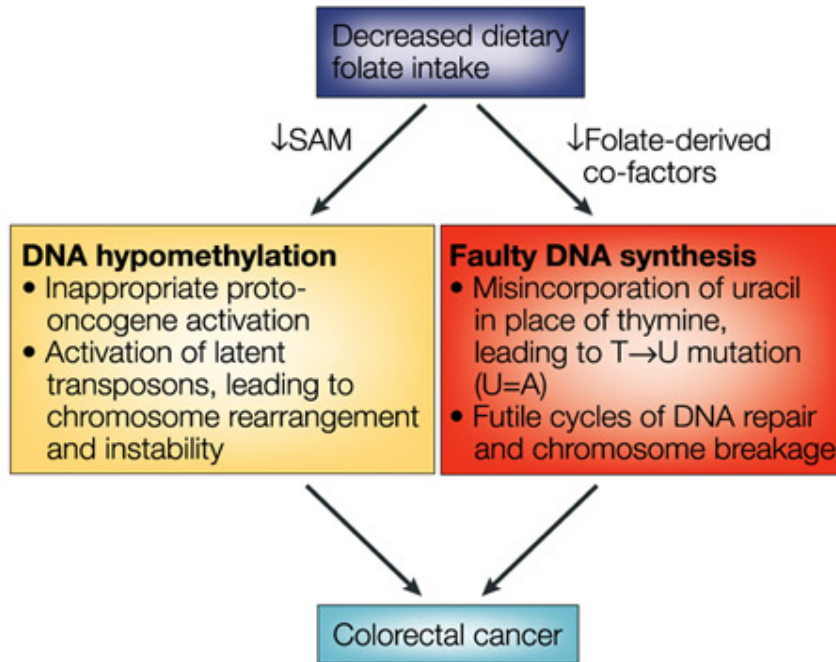 Decreased dietary
folate intake
↓SAM
↓Folate-derived
co-factors
DNA hypomethylation
• Inappropriate proto-
oncogene activation
• Activation of latent
transposons, leading to
chromosome rearrangement
and instability
Faulty DNA synthesis
• Misincorporation of uracil
in place of thymine,
leading to T→U mutation
(U=A)
• Futile cycles of DNA repair
and chromosome breakage
Colorectal cancer